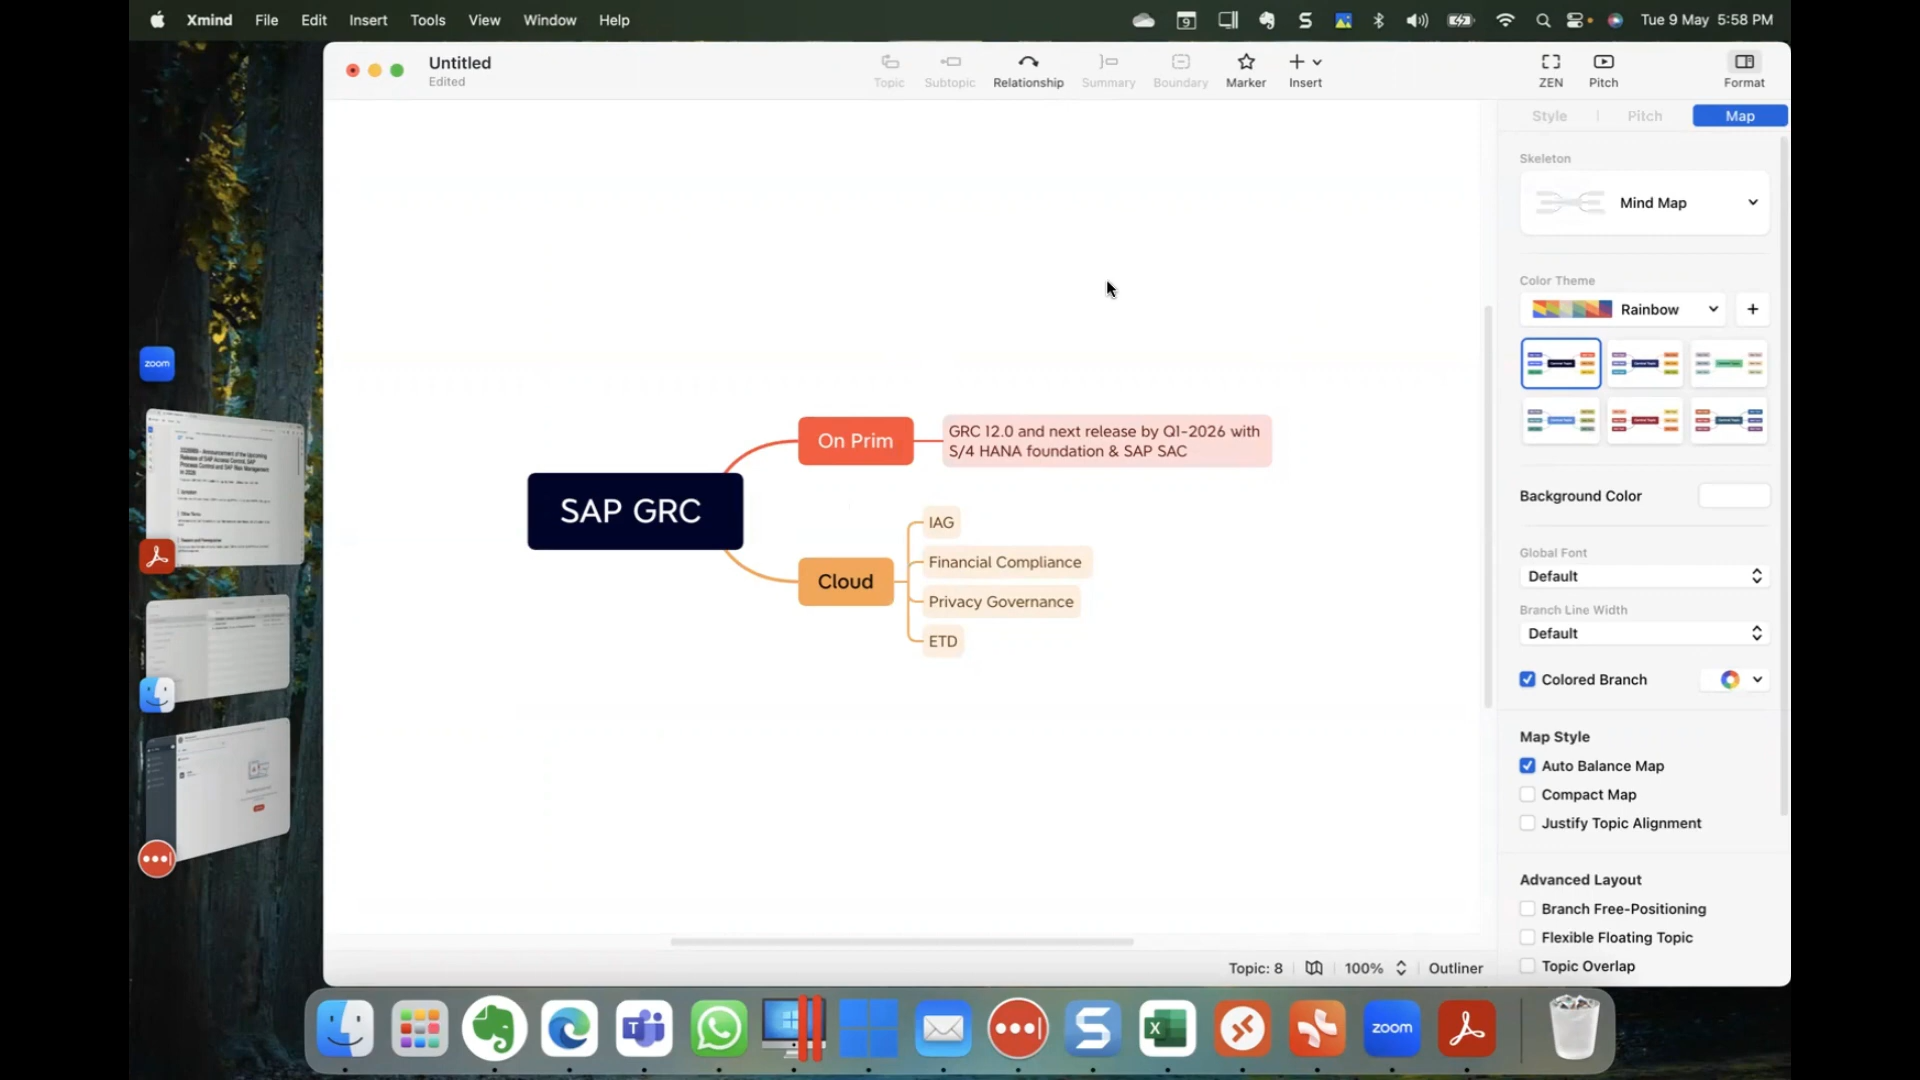 Xmind File Edit Insert Tools View Window Help
9
Tue 9 May 5:58 PM
Untitled
Edited
Topic
Subtopic
Relationship
Summary
Boundary
Marker
Insert
ZEN
Pitch
Format
Style
Pitch
Map
Skeleton
Mind Map
Color Theme
Rainbow
Background Color
Global Font
Default
Branch Line Width
Default
Colored Branch
Map Style
Auto Balance Map
Compact Map
Justify Topic Alignment
Advanced Layout
Branch Free-Positioning
Flexible Floating Topic
Topic Overlap
SAP GRC
On Prim
GRC 12.0 and next release by Q1-2026 with
S/4 HANA foundation & SAP SAC
Cloud
IAG
Financial Compliance
Privacy Governance
ETD
Topic: 8
100%
Outliner
zoom
zoom